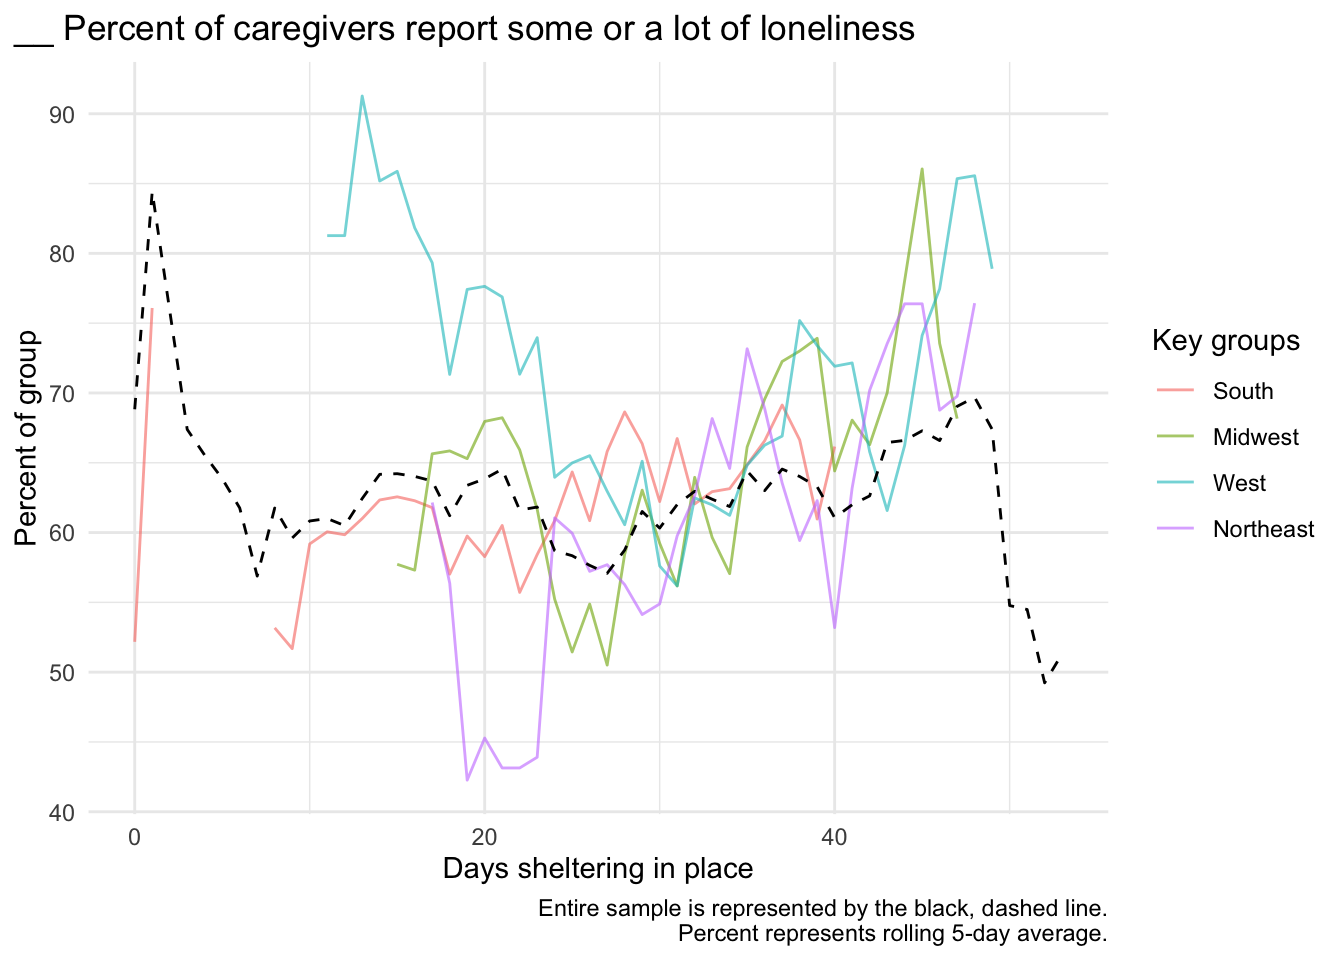 __ Percent of caregivers report some or a lot of loneliness
90
80
70
60
50
40
Percent of group
0 20 40
Days sheltering in place
Key groups
South
Midwest
West
Northeast
Entire sample is represented by the black, dashed line.
Percent represents rolling 5-day average.